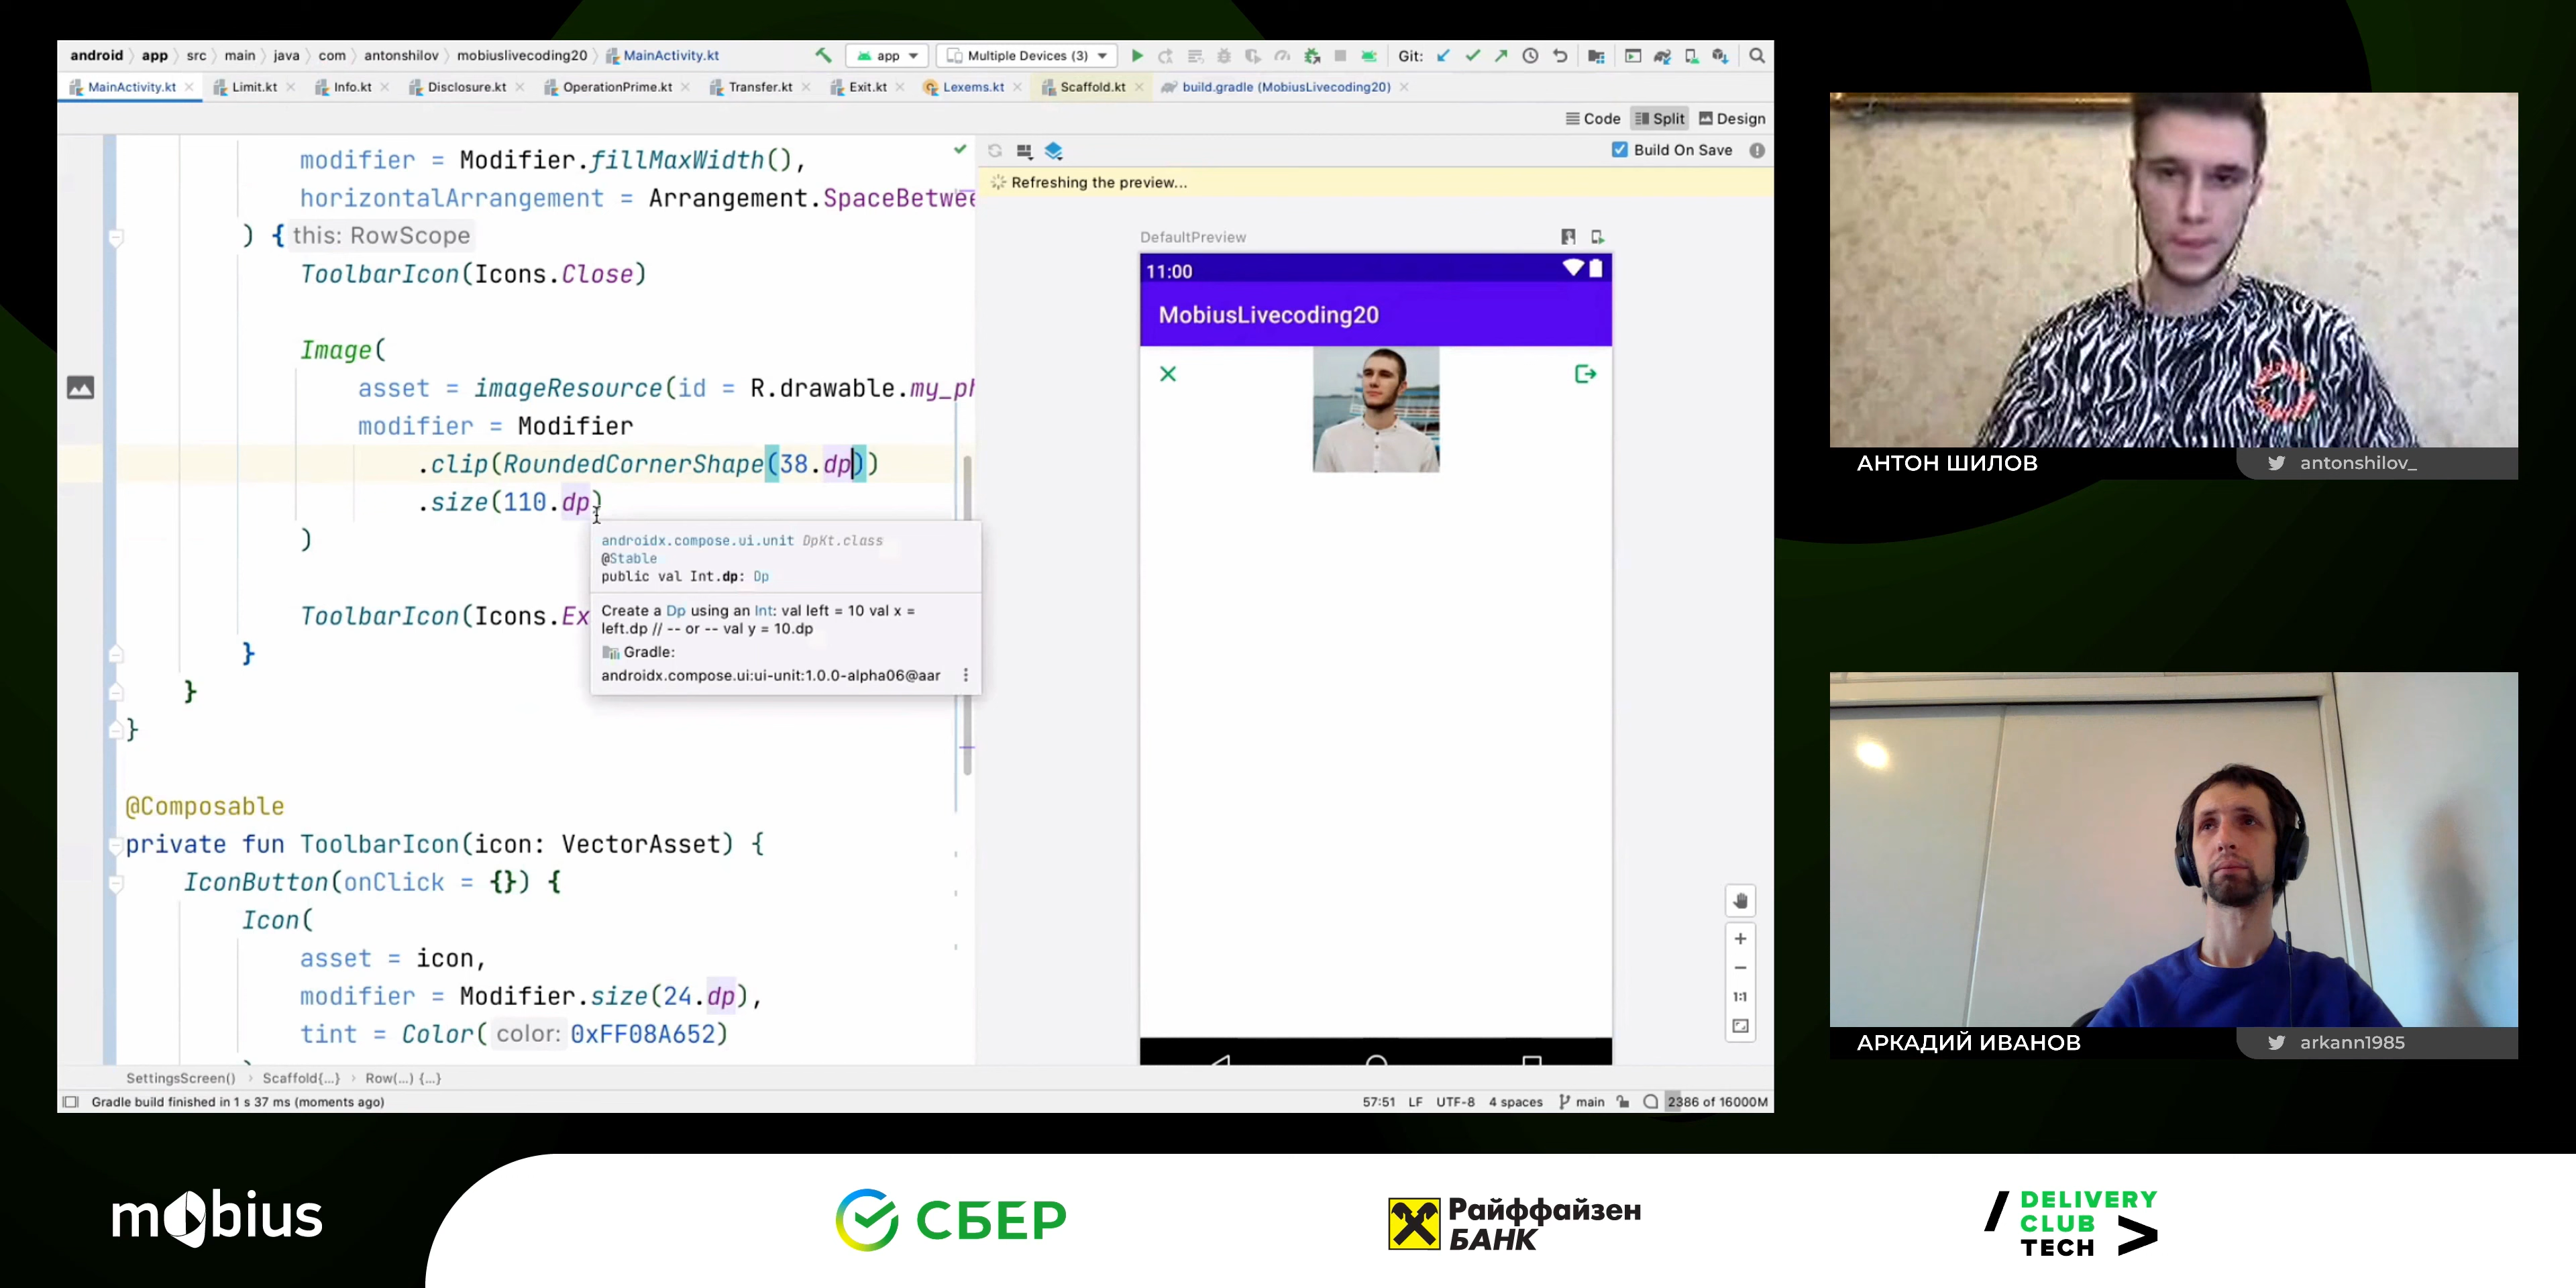 android app src main java com antonshilov mobiuslivecoding20 MainActivity.kt
app Multiple Devices (3) Git:
MainActivity.kt Limit.kt Info.kt Disclosure.kt OperationPrime.kt Transfer.kt Exit.kt Lexems.kt Scaffold.kt build.gradle (MobiusLivecoding20)
Code Split Design
Build On Save
Refreshing the preview...
modifier = Modifier.fillMaxWidth(),
horizontalArrangement = Arrangement.SpaceBetwee
) { this: RowScope
ToolbarIcon(Icons.Close)
Image(
asset = imageResource(id = R.drawable.my_ph
modifier = Modifier
.clip(RoundedCornerShape(38.dp))
.size(110.dp)
)
androidx.compose.ui.unit DpKt.class
@Stable
public val Int.dp: Dp
Create a Dp using an Int: val left = 10 val x =
left.dp // -- or -- val y = 10.dp
Gradle:
androidx.compose.ui:ui-unit:1.0.0-alpha06@aar
ToolbarIcon(Icons.Ex
}
}
}
@Composable
private fun ToolbarIcon(icon: VectorAsset) {
IconButton(onClick = {}) {
Icon(
asset = icon,
modifier = Modifier.size(24.dp),
tint = Color( color: 0xFF08A652)
SettingsScreen() Scaffold{...} Row(...) {...}
Gradle build finished in 1 s 37 ms (moments ago)
57:51 LF UTF-8 4 spaces main 2386 of 16000M
DefaultPreview
11:00
MobiusLivecoding20
1:1
АНТОН ШИЛОВ
antonshilov_
АРКАДИЙ ИВАНОВ
arkann1985
mobius
СБЕР
Райффайзен
БАНК
DELIVERY
CLUB
TECH